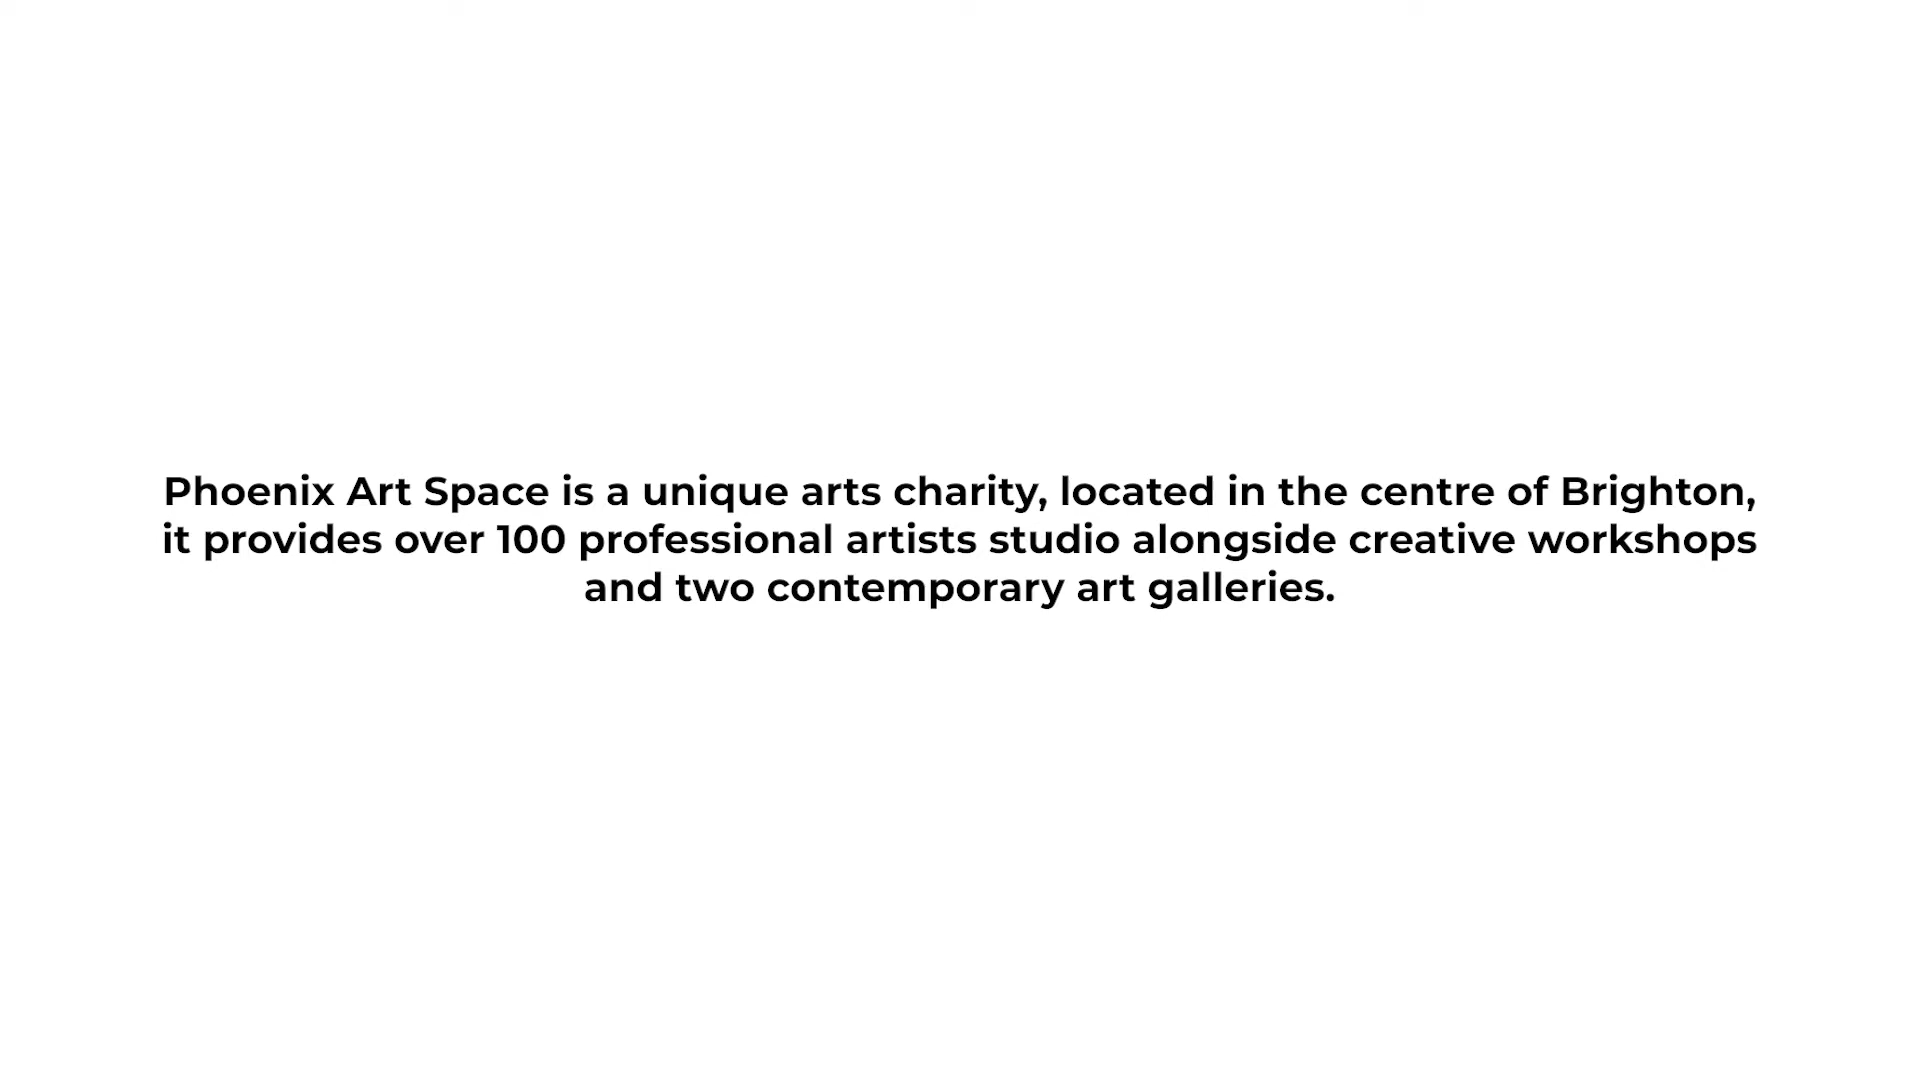 Phoenix Art Space is a unique arts charity, located in the centre of Brighton,
it provides over 100 professional artists studio alongside creative workshops
and two contemporary art galleries.